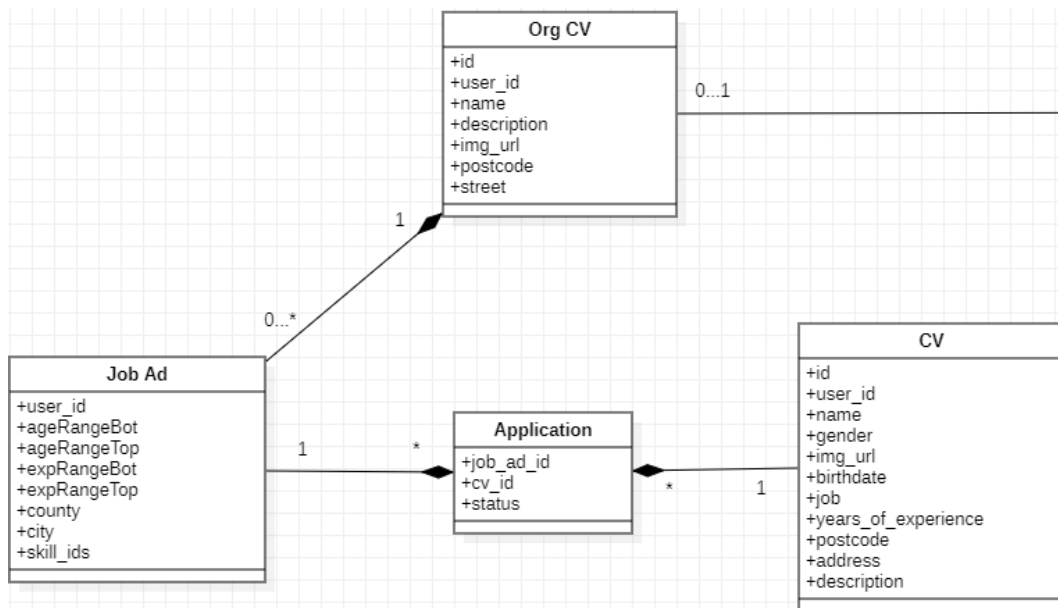 Org CV
+id
+user_id
+name
+description
+img_url
+postcode
+street
0...1
1
0...*
Job Ad
+user_id
+ageRangeBot
+ageRangeTop
+expRangeBot
+expRangeTop
+county
+city
+skill_ids
1
*
Application
+job_ad_id
+cv_id
+status
*
1
CV
+id
+user_id
+name
+gender
+img_url
+birthdate
+job
+years_of_experience
+postcode
+address
+description